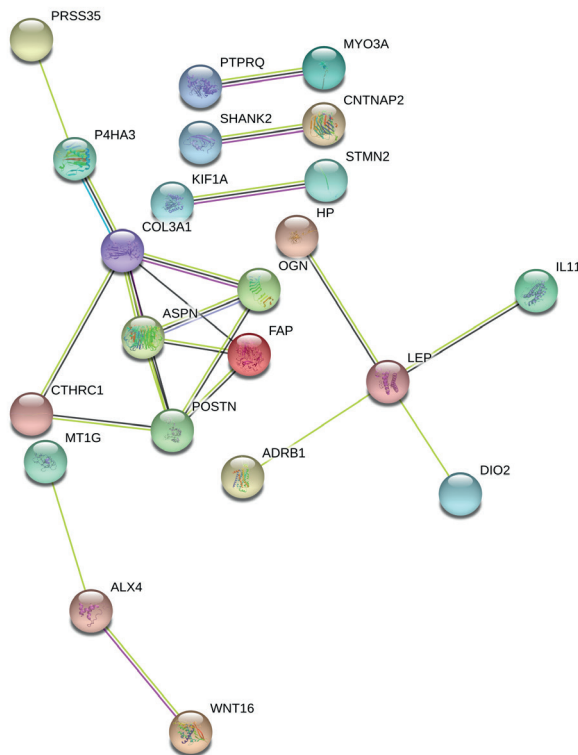 PRSS35
MYO3A
PTPRQ
CNTNAP2
SHANK2
P4HA3
STMN2
KIF1A
HP
COL3A1
OGN
IL11
ASPN
FAP
LEP
CTHRC1
POSTN
MT1G
ADRB1
DIO2
ALX4
WNT16